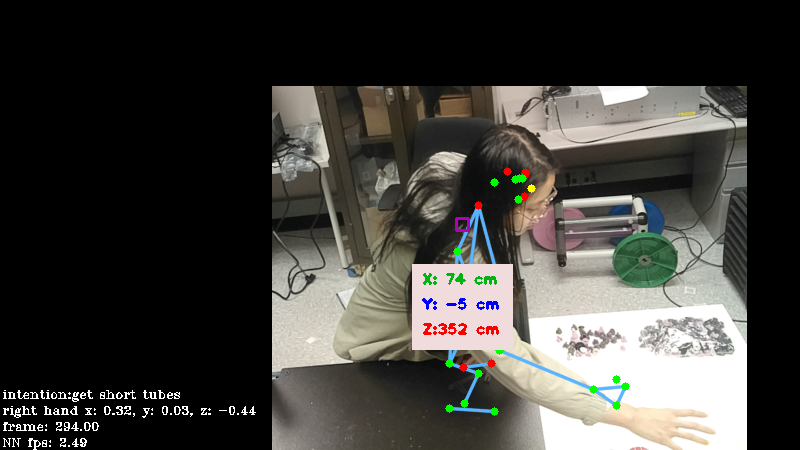 X: 74 cm
Y: -5 cm
Z:352 cm
intention:get short tubes
right hand x: 0.32, y: 0.03, z: -0.44
frame: 294.00
NN fps: 2.49